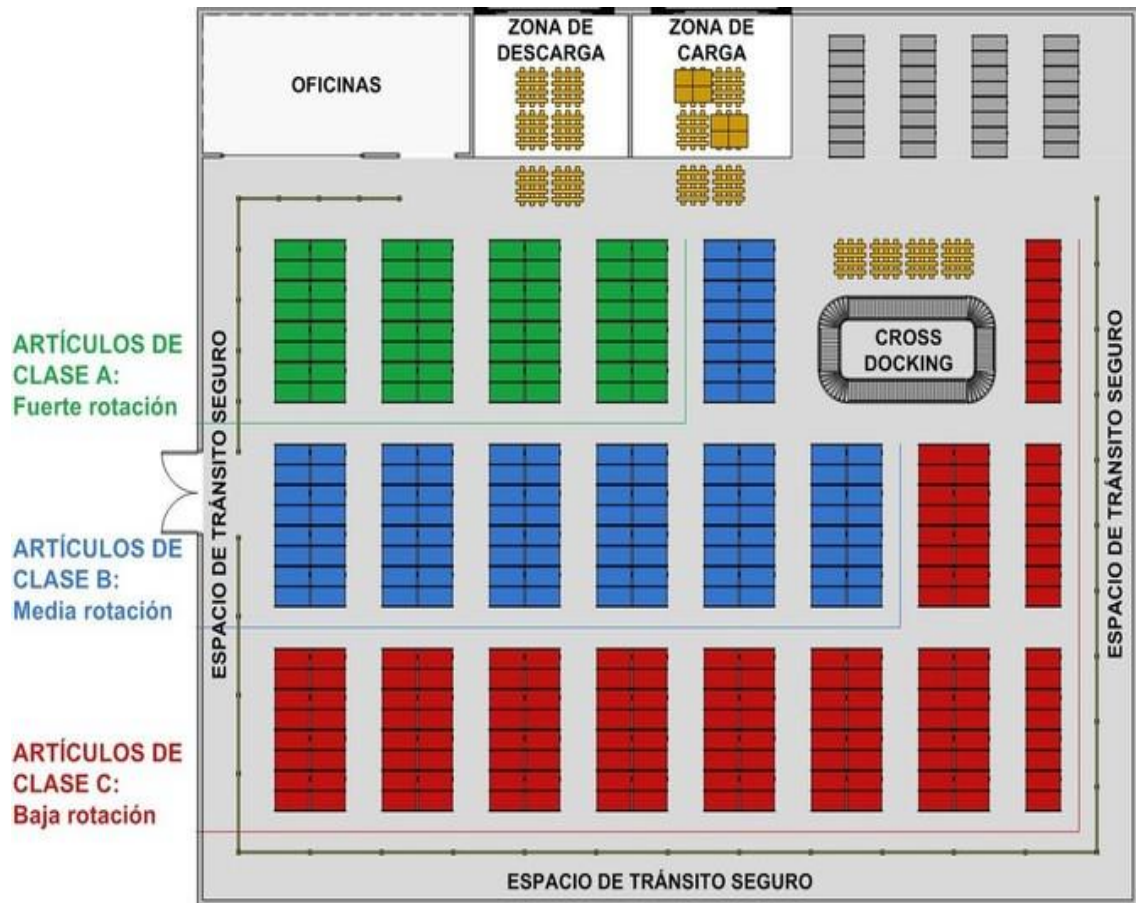 OFICINAS
ZONA DE
DESCARGA
ZONA DE
CARGA
CROSS
DOCKING
ARTÍCULOS DE
CLASE A:
Fuerte rotación
ARTÍCULOS DE
CLASE B:
Media rotación
ARTÍCULOS DE
CLASE C:
Baja rotación
ESPACIO DE TRÁNSITO SEGURO
ESPACIO DE TRÁNSITO SEGURO
ESPACIO DE TRÁNSITO SEGURO